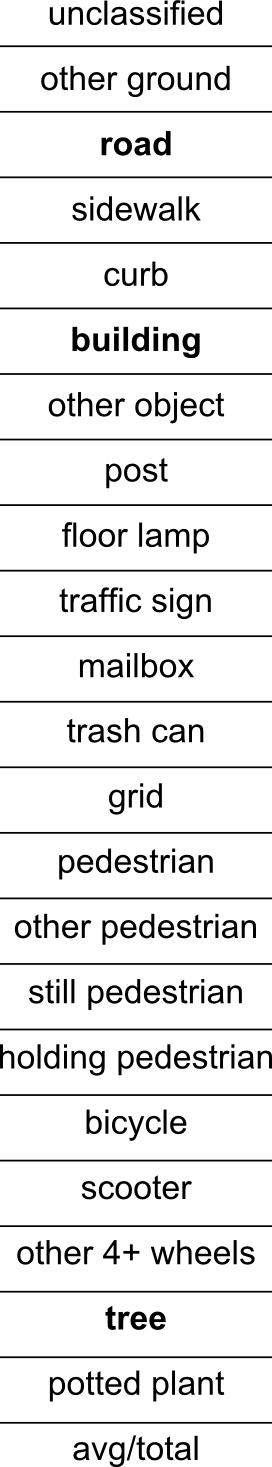 unclassified
other ground
road
sidewalk
curb
building
other object
post
floor lamp
traffic sign
mailbox
trash can
grid
pedestrian
other pedestrian
still pedestrian
holding pedestrian
bicycle
scooter
other 4+ wheels
tree
potted plant
avg/total